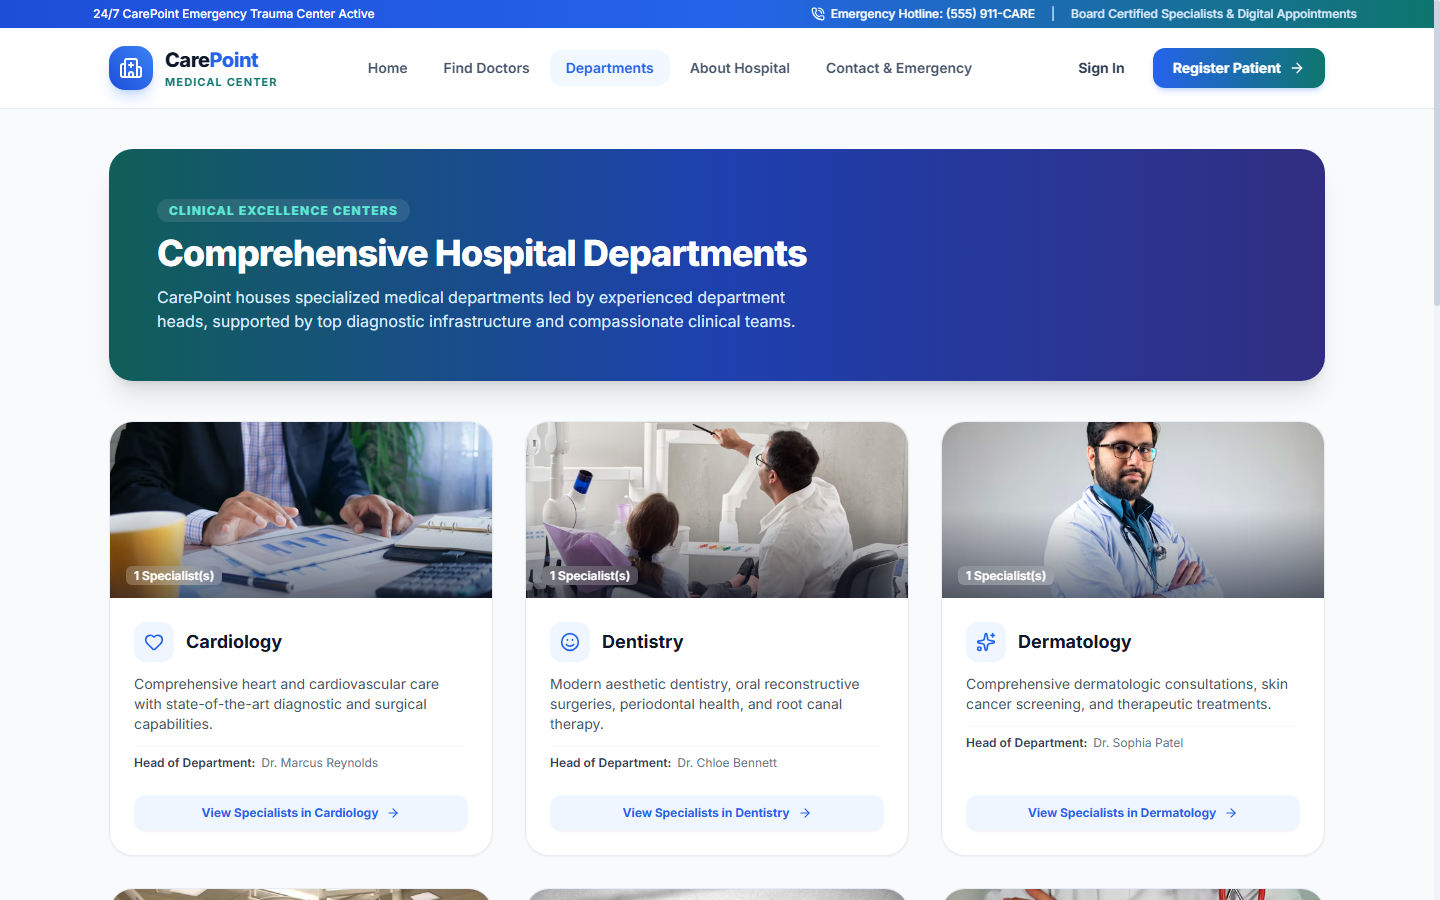 24/7 CarePoint Emergency Trauma Center Active
Emergency Hotline: (555) 911-CARE | Board Certified Specialists & Digital Appointments
CarePoint
MEDICAL CENTER
Home
Find Doctors
Departments
About Hospital
Contact & Emergency
Sign In
Register Patient
CLINICAL EXCELLENCE CENTERS
Comprehensive Hospital Departments
CarePoint houses specialized medical departments led by experienced department
heads, supported by top diagnostic infrastructure and compassionate clinical teams.
1 Specialist(s)
Cardiology
Comprehensive heart and cardiovascular care
with state-of-the-art diagnostic and surgical
capabilities.
Head of Department: Dr. Marcus Reynolds
View Specialists in Cardiology
1 Specialist(s)
Dentistry
Modern aesthetic dentistry, oral reconstructive
surgeries, periodontal health, and root canal
therapy.
Head of Department: Dr. Chloe Bennett
View Specialists in Dentistry
1 Specialist(s)
Dermatology
Comprehensive dermatologic consultations, skin
cancer screening, and therapeutic treatments.
Head of Department: Dr. Sophia Patel
View Specialists in Dermatology